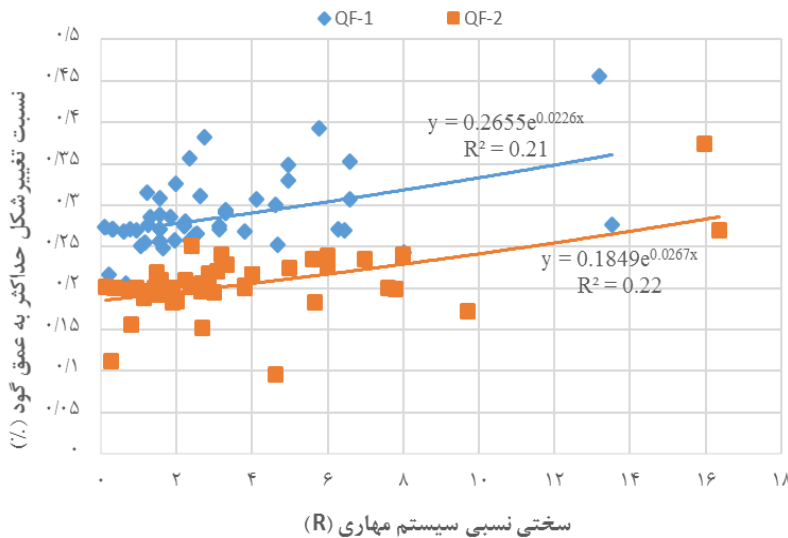 QF-1 QF-2
۰/۵
۰/۴۵
۰/۴
۰/۳۵
۰/۳
۰/۲۵
۰/۲
۰/۱۵
۰/۱
۰/۰۵
۰
نسبت تغییرشکل حداکثر به عمق گود (٪)
y = 0.2655e^0.0226x
R² = 0.21
y = 0.1849e^0.0267x
R² = 0.22
۰ ۲ ۴ ۶ ۸ ۱۰ ۱۲ ۱۴ ۱۶ ۱۸
سختی نسبی سیستم مهاری (R)